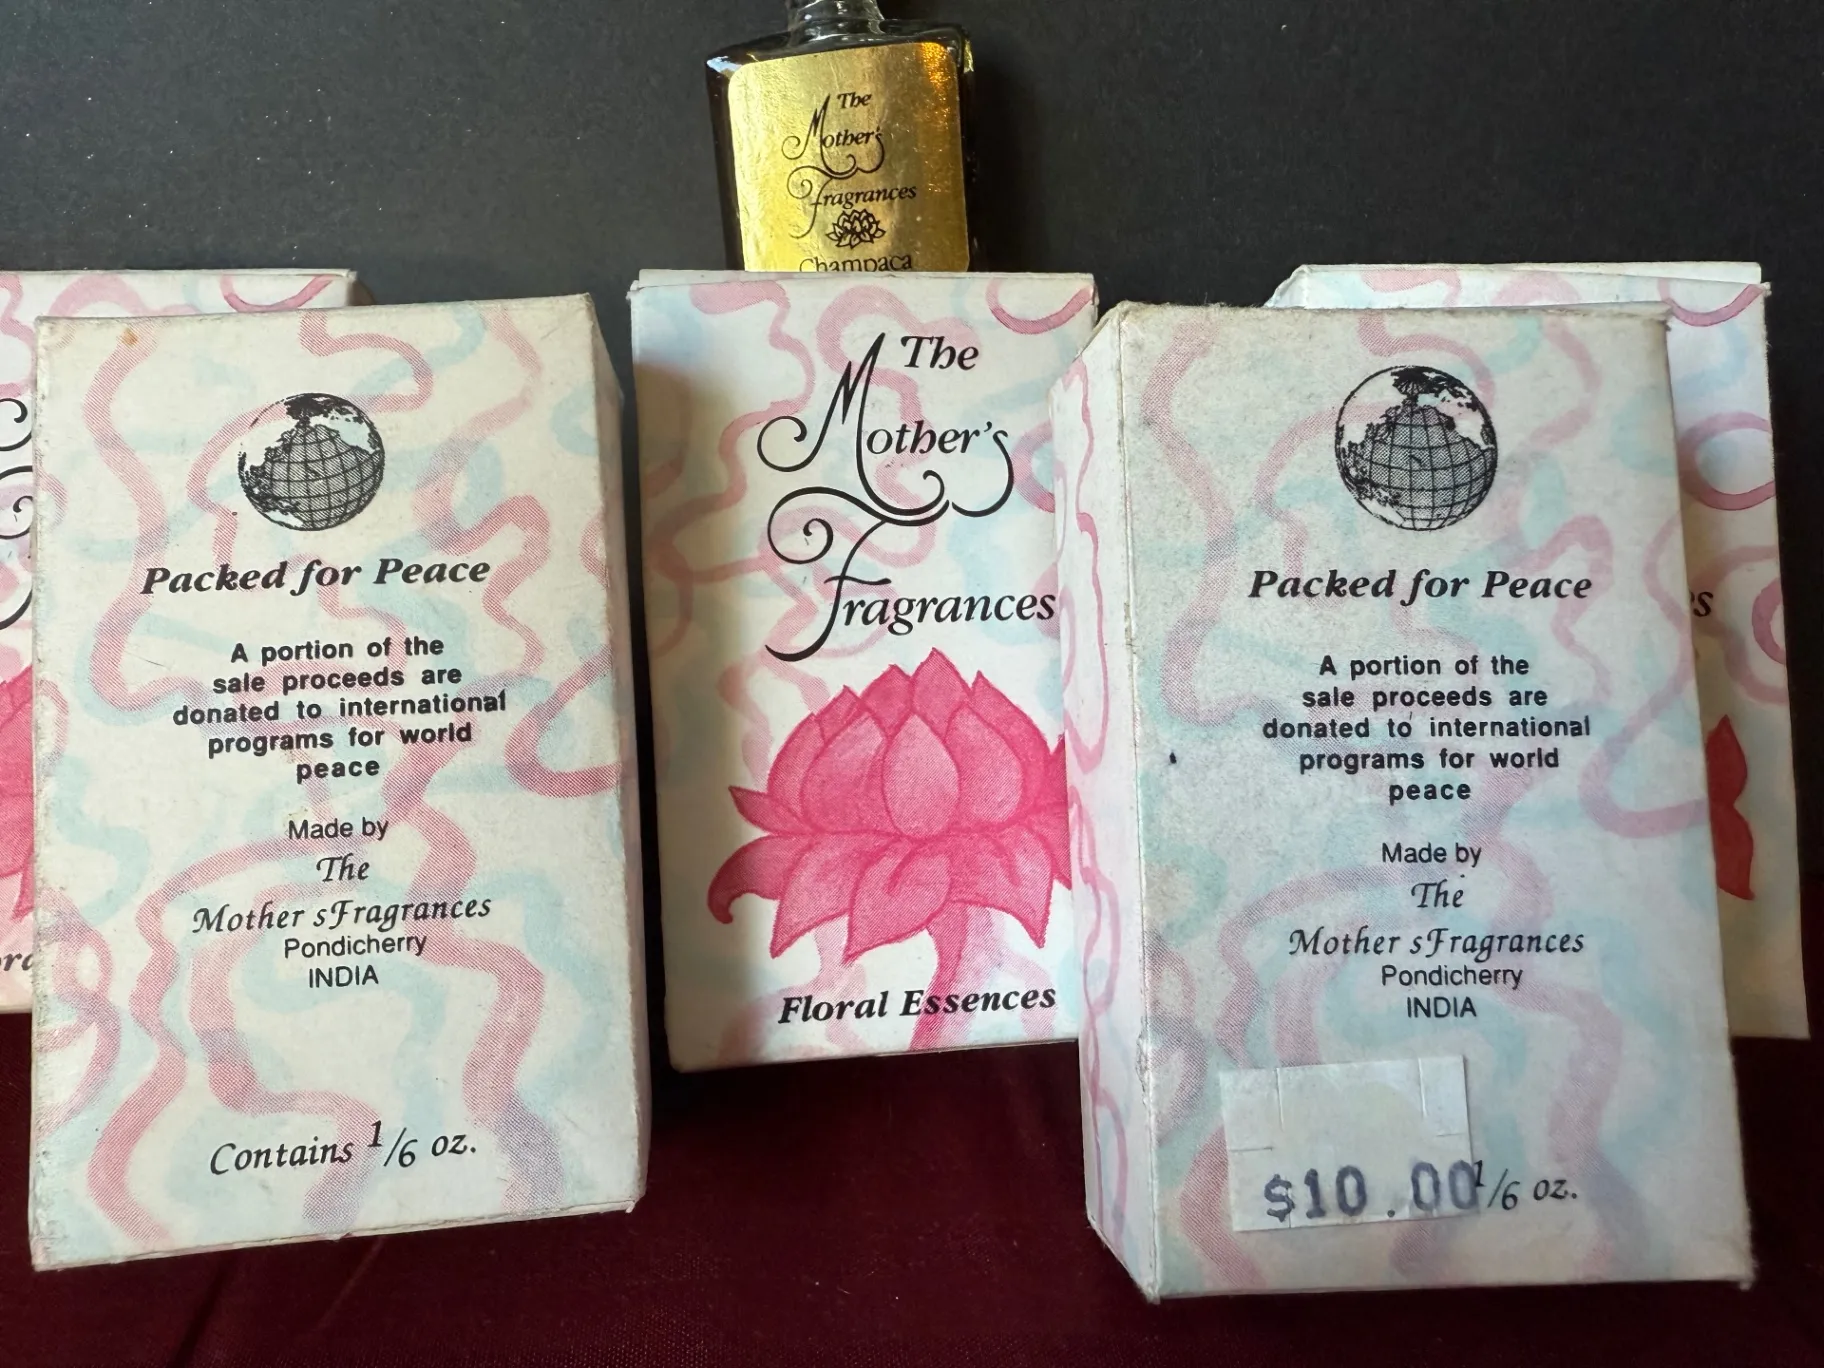 The
Mother's
Fragrances
Champaca
Packed for Peace
A portion of the
sale proceeds are
donated to international
programs for world
peace
Made by
The
Mother sFragrances
Pondicherry
INDIA
Contains 1/6 oz.
The
Mother's
Fragrances
Floral Essences
Packed for Peace
A portion of the
sale proceeds are
donated to international
programs for world
peace
Made by
The
Mother sFragrances
Pondicherry
INDIA
$10.00 1/6 oz.